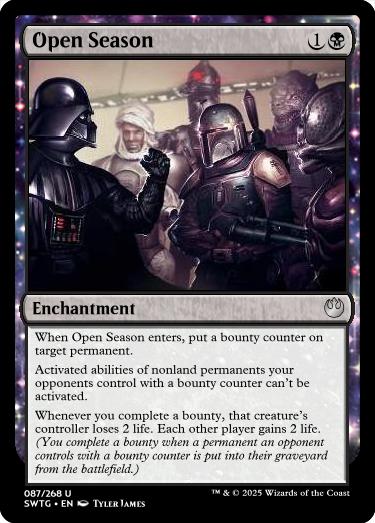 Open Season 1
Enchantment
When Open Season enters, put a bounty counter on
target permanent.
Activated abilities of nonland permanents your
opponents control with a bounty counter can't be
activated.
Whenever you complete a bounty, that creature's
controller loses 2 life. Each other player gains 2 life.
(You complete a bounty when a permanent an opponent
controls with a bounty counter is put into their graveyard
from the battlefield.)
087/268 U
SWTG • EN Tyler James
™ & © 2025 Wizards of the Coast